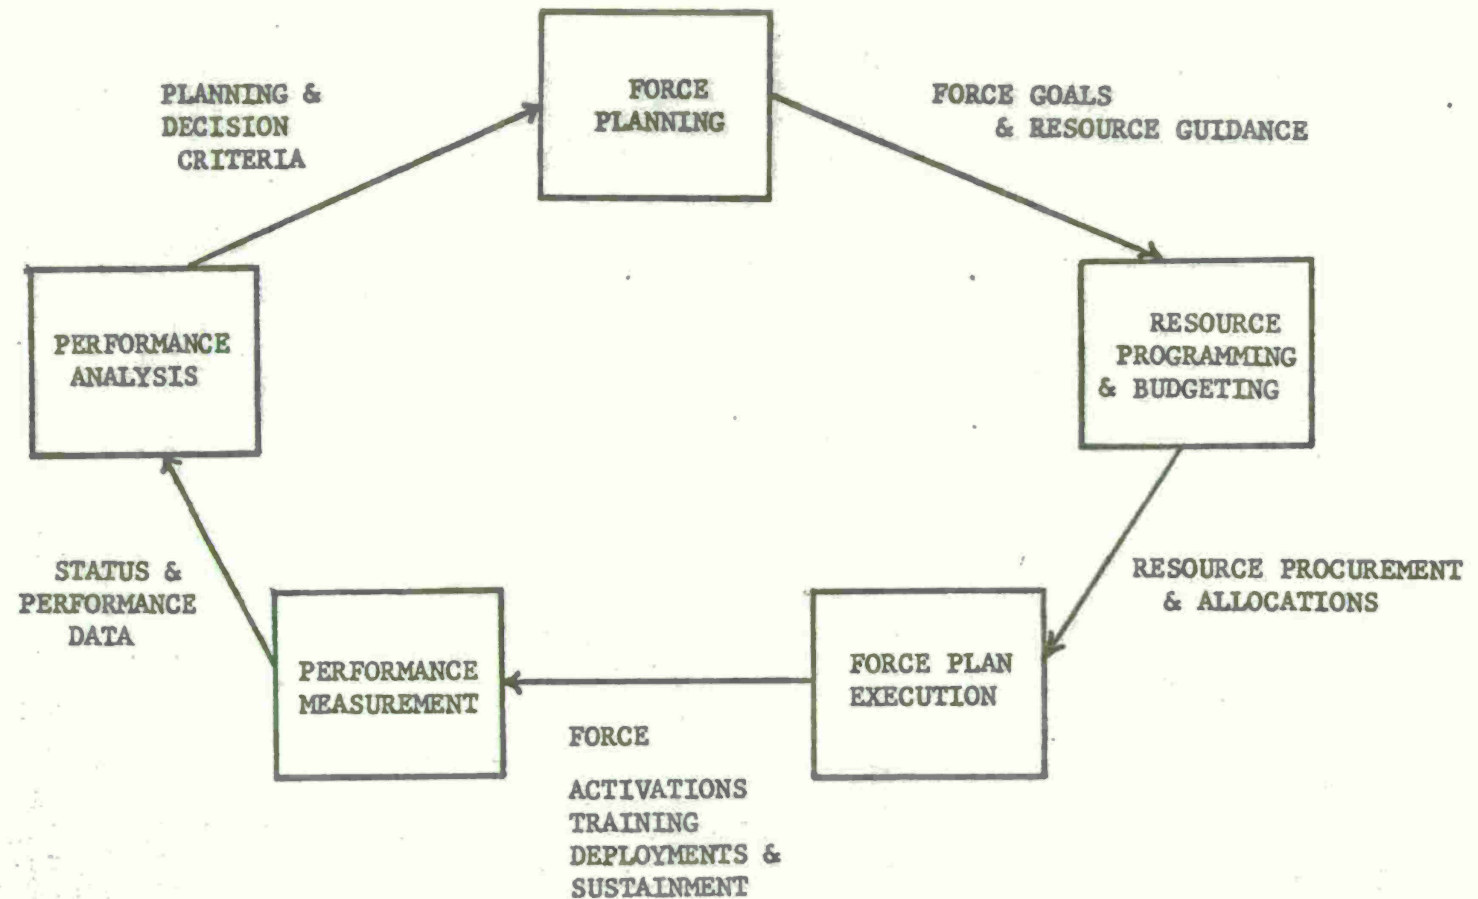 PLANNING &
DECISION
CRITERIA
FORCE
PLANNING
FORCE GOALS
& RESOURCE GUIDANCE
PERFORMANCE
ANALYSIS
RESOURCE
PROGRAMMING
& BUDGETING
STATUS &
PERFORMANCE
DATA
RESOURCE PROCUREMENT
& ALLOCATIONS
PERFORMANCE
MEASUREMENT
FORCE PLAN
EXECUTION
FORCE
ACTIVATIONS
TRAINING
DEPLOYMENTS &
SUSTAINMENT